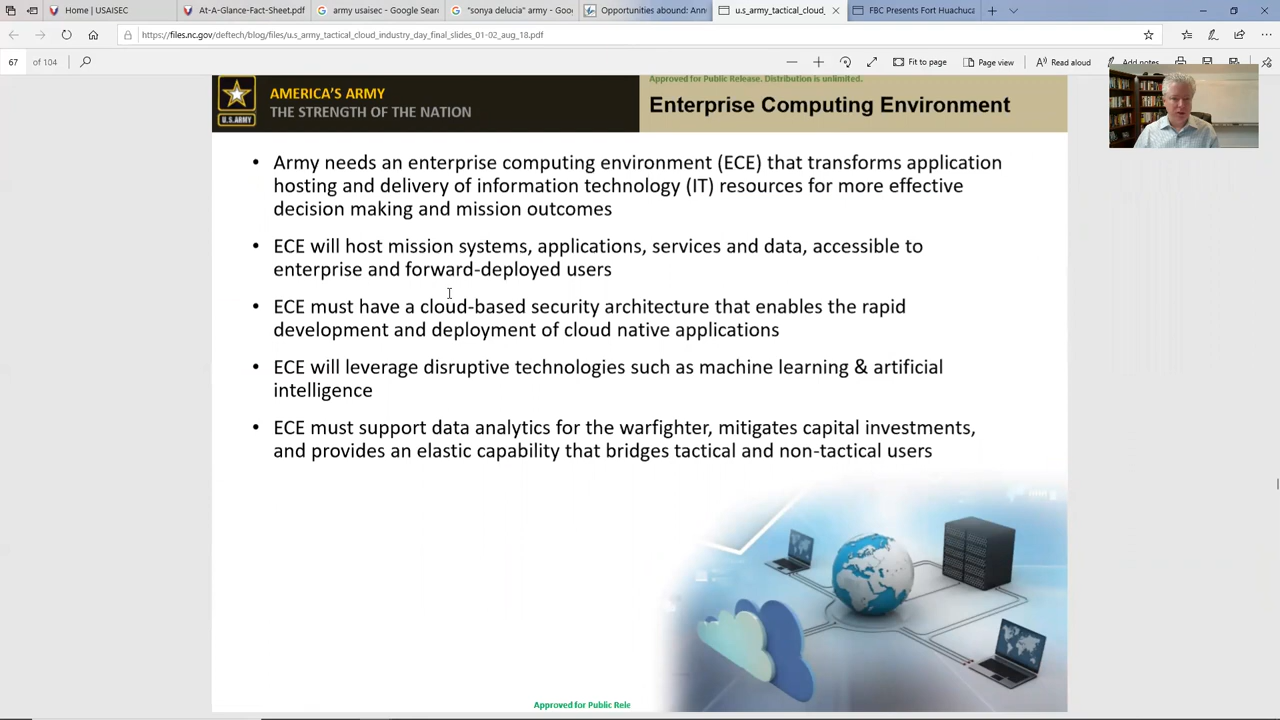 Home | USAISEC
At-A-Glance-Fact-Sheet.pdf
army usaisec - Google Sear
"sonya delucia" army - Goo
Opportunities abound: Ann
u.s_army_tactical_cloud_
FBC Presents Fort Huachuca
https://files.nc.gov/deftech/blog/files/u.s_army_tactical_cloud_industry_day_final_slides_01-02_aug_18.pdf
67 of 104
Fit to page
Page view
Read aloud
Add notes
Approved for Public Release. Distribution is unlimited.
U.S.ARMY
AMERICA'S ARMY
THE STRENGTH OF THE NATION
Enterprise Computing Environment
• Army needs an enterprise computing environment (ECE) that transforms application
hosting and delivery of information technology (IT) resources for more effective
decision making and mission outcomes
• ECE will host mission systems, applications, services and data, accessible to
enterprise and forward-deployed users
• ECE must have a cloud-based security architecture that enables the rapid
development and deployment of cloud native applications
• ECE will leverage disruptive technologies such as machine learning & artificial
intelligence
• ECE must support data analytics for the warfighter, mitigates capital investments,
and provides an elastic capability that bridges tactical and non-tactical users
Approved for Public Rele